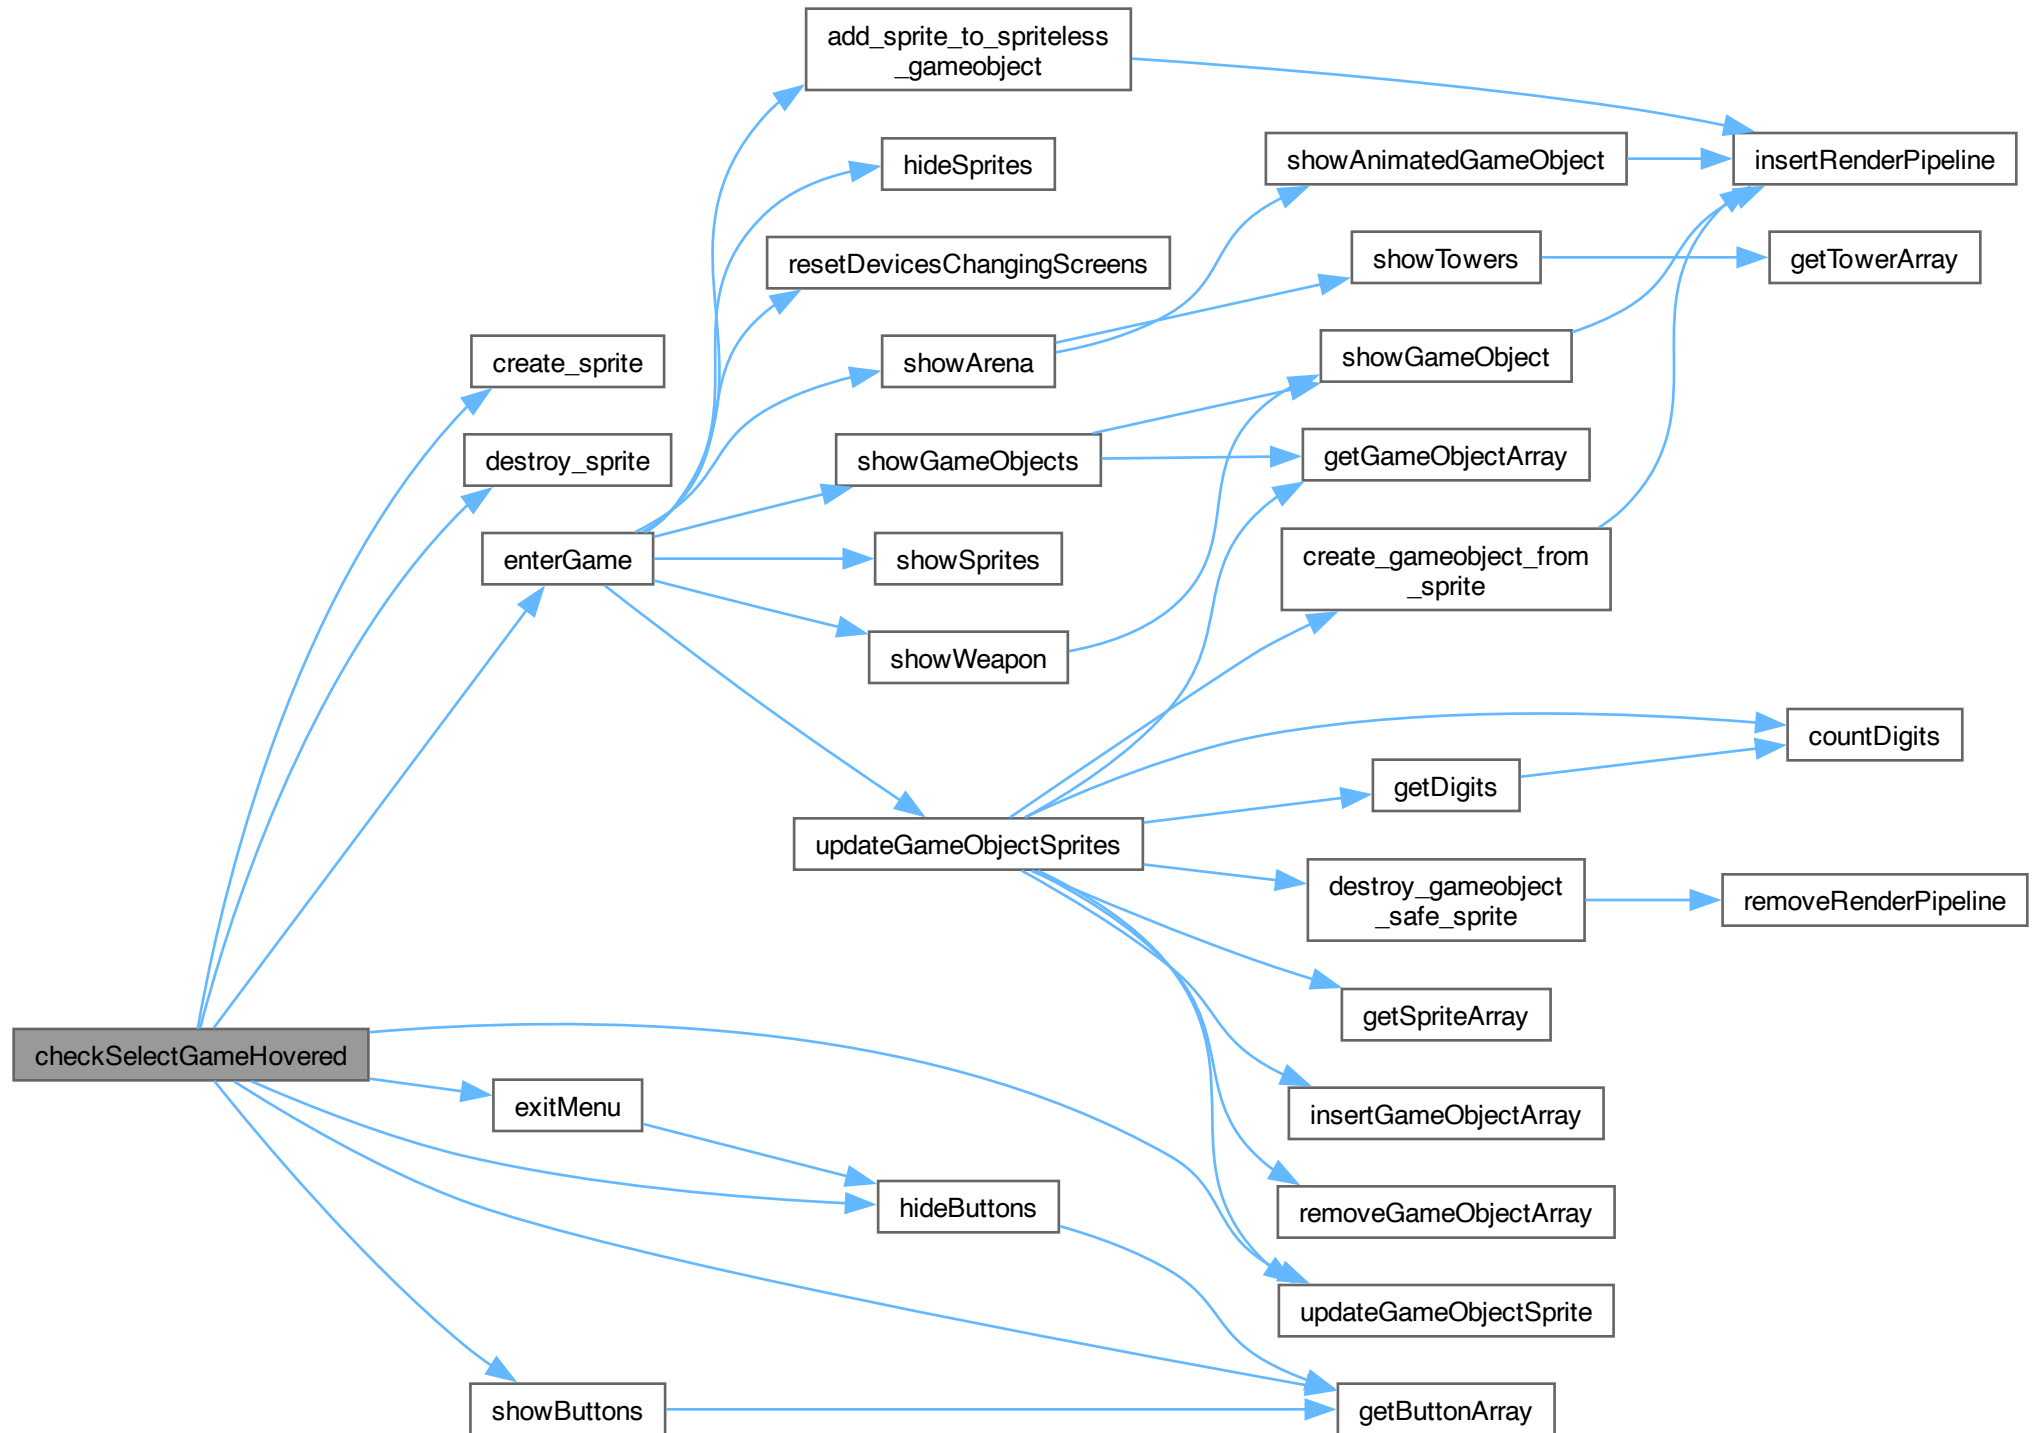 add_sprite_to_spriteless
_gameobject
hideSprites
showAnimatedGameObject
insertRenderPipeline
resetDevicesChangingScreens
showTowers
getTowerArray
create_sprite
showArena
showGameObject
destroy_sprite
showGameObjects
getGameObjectArray
enterGame
showSprites
create_gameobject_from
_sprite
showWeapon
countDigits
getDigits
updateGameObjectSprites
destroy_gameobject
_safe_sprite
removeRenderPipeline
getSpriteArray
checkSelectGameHovered
exitMenu
insertGameObjectArray
hideButtons
removeGameObjectArray
updateGameObjectSprite
showButtons
getButtonArray